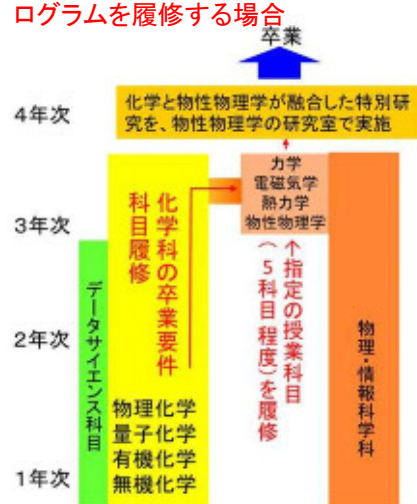 ログラムを履修する場合
卒業
4年次
化学と物性物理学が融合した特別研
究を、物性物理学の研究室で実施
力学
電磁気学
熱力学
物性物理学
3年次
化学科の卒業要件
科目履修
↑指定の授業科目
(5科目程度)を履修
データサイエンス科目
物理・情報科学科
2年次
物理化学
量子化学
有機化学
無機化学
1年次